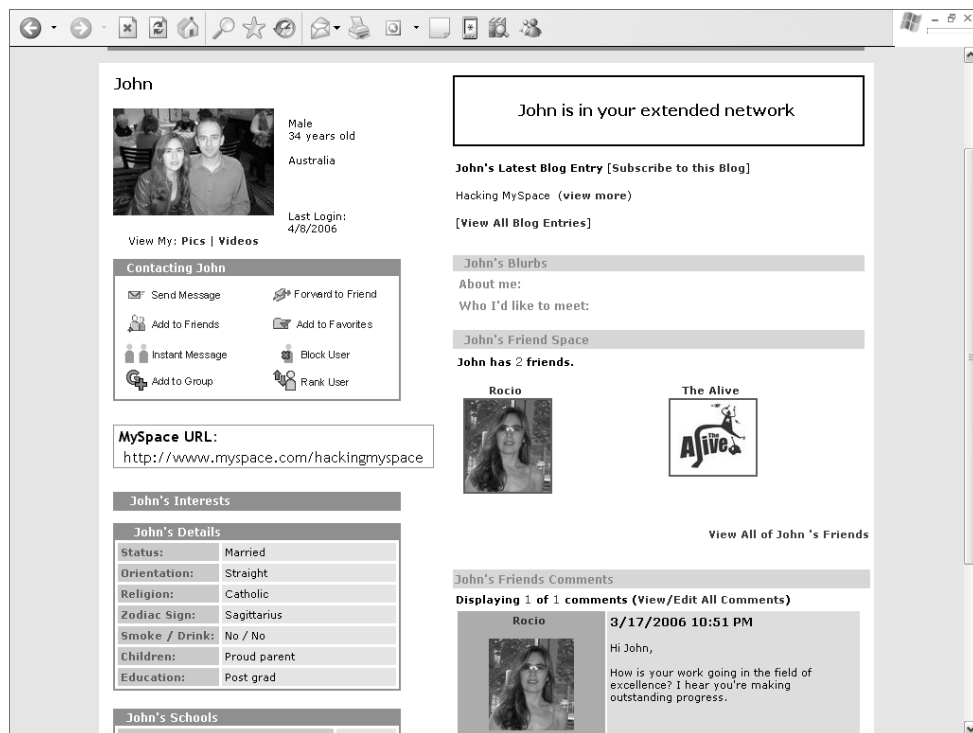 John
Male
34 years old
Australia
Last Login:
4/8/2006
View My: Pics | Videos
Contacting John
Send Message
Forward to Friend
Add to Friends
Add to Favorites
Instant Message
Block User
Add to Group
Rank User
MySpace URL:
http://www.myspace.com/hackingmyspace
John's Interests
John's Details
Status: Married
Orientation: Straight
Religion: Catholic
Zodiac Sign: Sagittarius
Smoke / Drink: No / No
Children: Proud parent
Education: Post grad
John's Schools
John is in your extended network
John's Latest Blog Entry [Subscribe to this Blog]
Hacking MySpace (view more)
[View All Blog Entries]
John's Blurbs
About me:
Who I'd like to meet:
John's Friend Space
John has 2 friends.
Rocio
The Alive
The
Alive
View All of John 's Friends
John's Friends Comments
Displaying 1 of 1 comments (View/Edit All Comments)
Rocio
3/17/2006 10:51 PM
Hi John,
How is your work going in the field of
excellence? I hear you're making
outstanding progress.